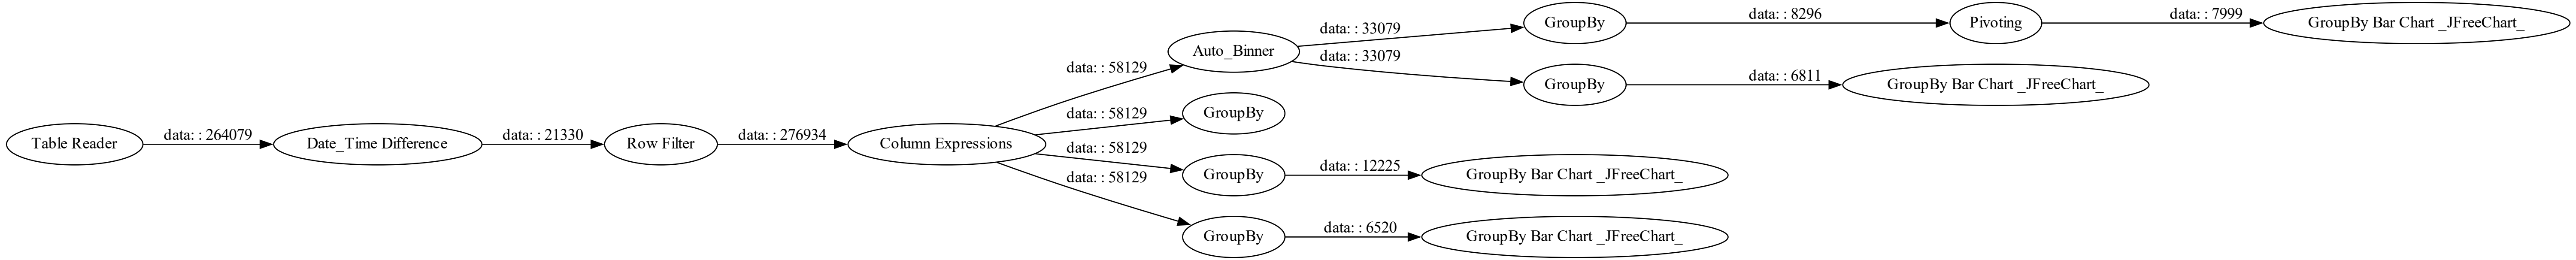 Table Reader
data: : 264079
Date_Time Difference
data: : 21330
Row Filter
data: : 276934
Column Expressions
data: : 58129
Auto_Binner
data: : 33079
GroupBy
data: : 8296
Pivoting
data: : 7999
GroupBy Bar Chart _JFreeChart_
data: : 33079
GroupBy
data: : 6811
GroupBy Bar Chart _JFreeChart_
data: : 58129
GroupBy
data: : 58129
GroupBy
data: : 12225
GroupBy Bar Chart _JFreeChart_
data: : 58129
GroupBy
data: : 6520
GroupBy Bar Chart _JFreeChart_